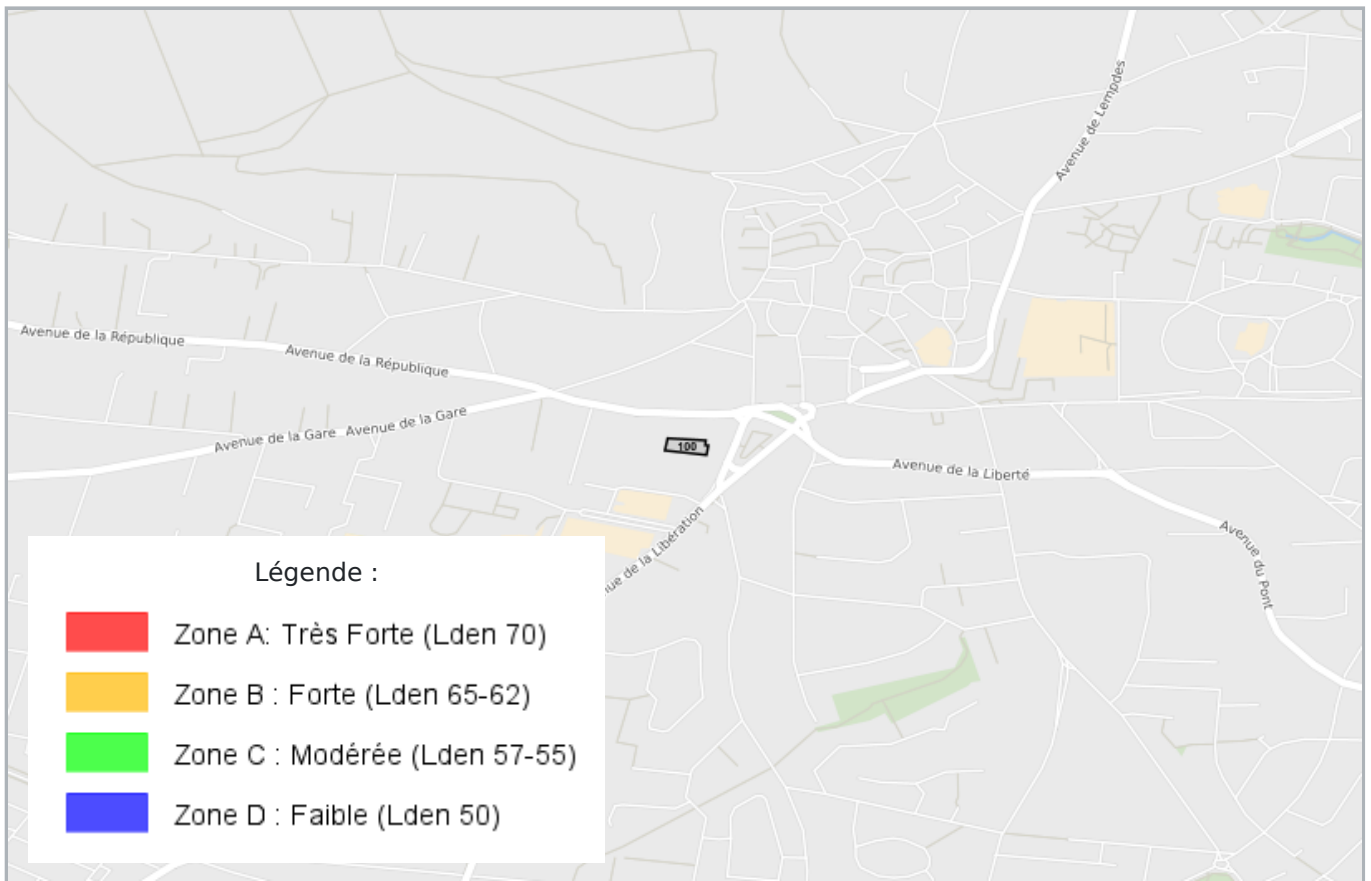 Avenue de Lempdes
Avenue de la République
Avenue de la République
Avenue de la Gare
Avenue de la Gare
100
Avenue de la Liberté
Avenue du Pont
de la Libération
Légende :
Zone A: Très Forte (Lden 70)
Zone B : Forte (Lden 65-62)
Zone C : Modérée (Lden 57-55)
Zone D : Faible (Lden 50)